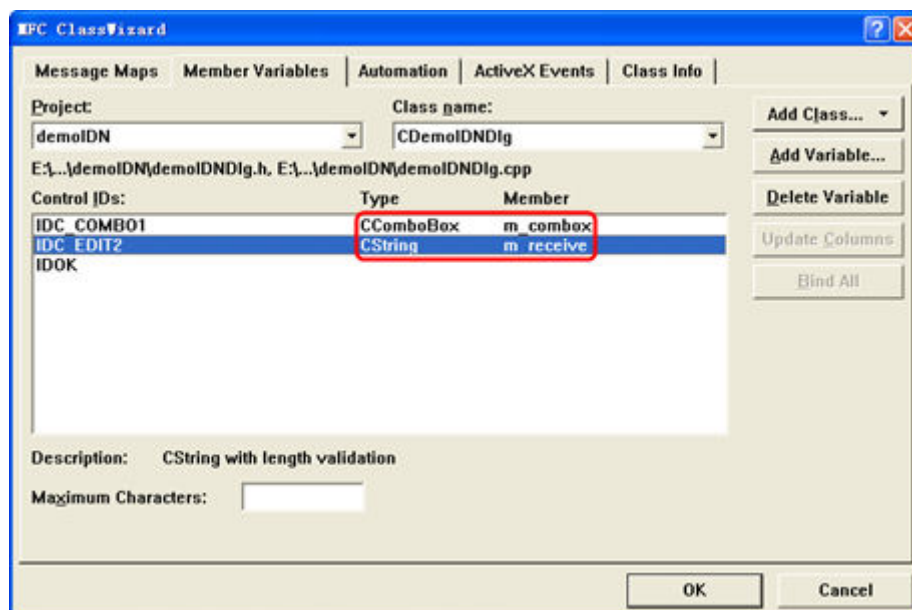 MFC ClassWizard
Message Maps Member Variables Automation ActiveX Events Class Info
Project: Class name:
demoIDN CDemoIDNDlg
Add Class...
E:\...\demoIDN\demoIDNDlg.h, E:\...\demoIDN\demoIDNDlg.cpp
Add Variable...
Control IDs: Type Member
Delete Variable
IDC_COMBO1 CComboBox m_combox
IDC_EDIT2 CString m_receive
Update Columns
IDOK
Bind All
Description: CString with length validation
Maximum Characters:
OK Cancel